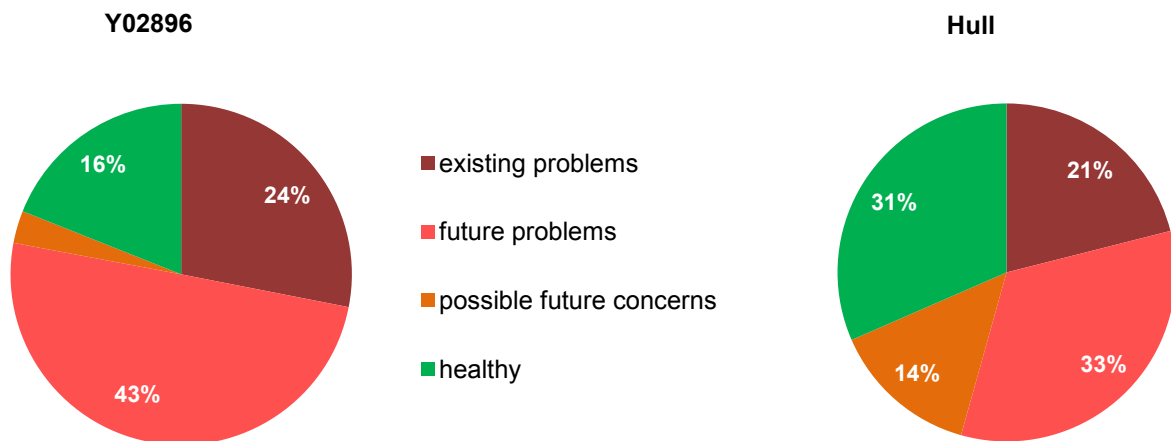 Y02896
16%
24%
43%
existing problems
future problems
possible future concerns
healthy
Hull
31%
21%
14%
33%